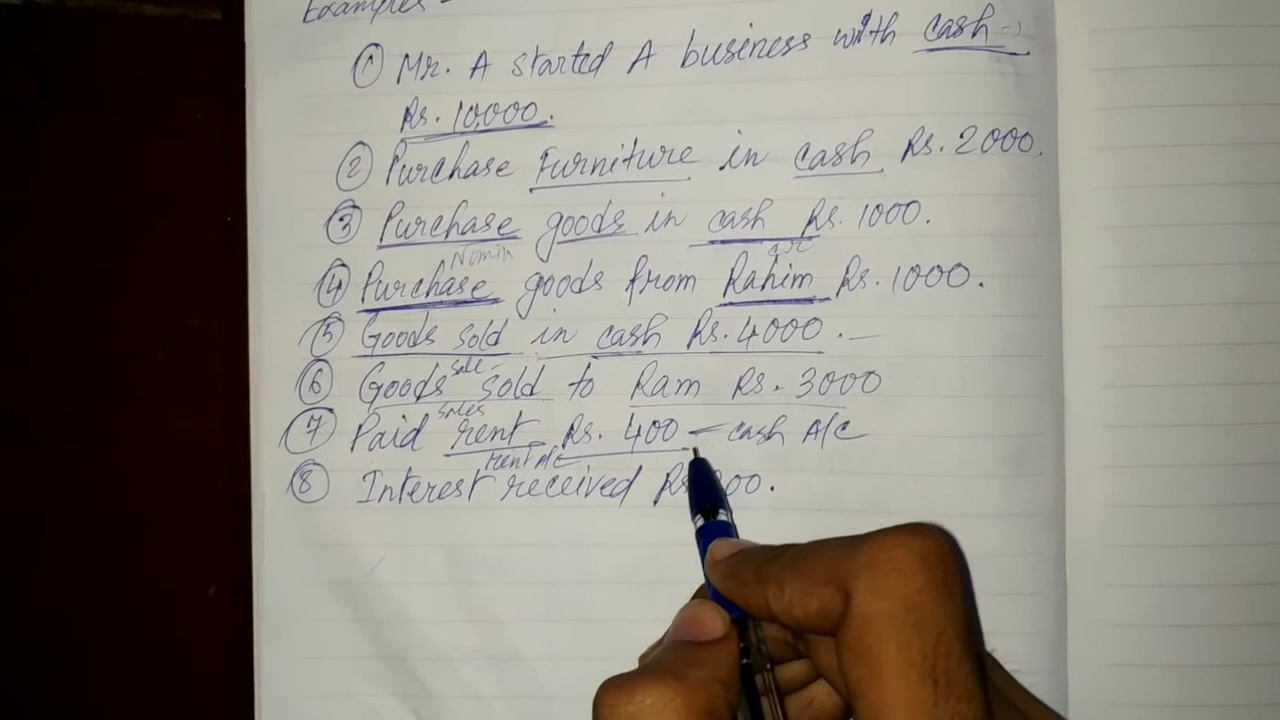 Examples -
① Mr. A started A business with cash
Rs. 10,000.
② Purchase Furniture in cash Rs. 2000.
③ Purchase goods in cash Rs. 1000.
Nomin
④ Purchase goods from Rahim Rs. 1000.
⑤ Goods sold in cash Rs. 4000.
sale
⑥ Goods sold to Ram Rs. 3000
sales
⑦ Paid rent Rs. 400 - cash A/C
rent A/C
⑧ Interest received